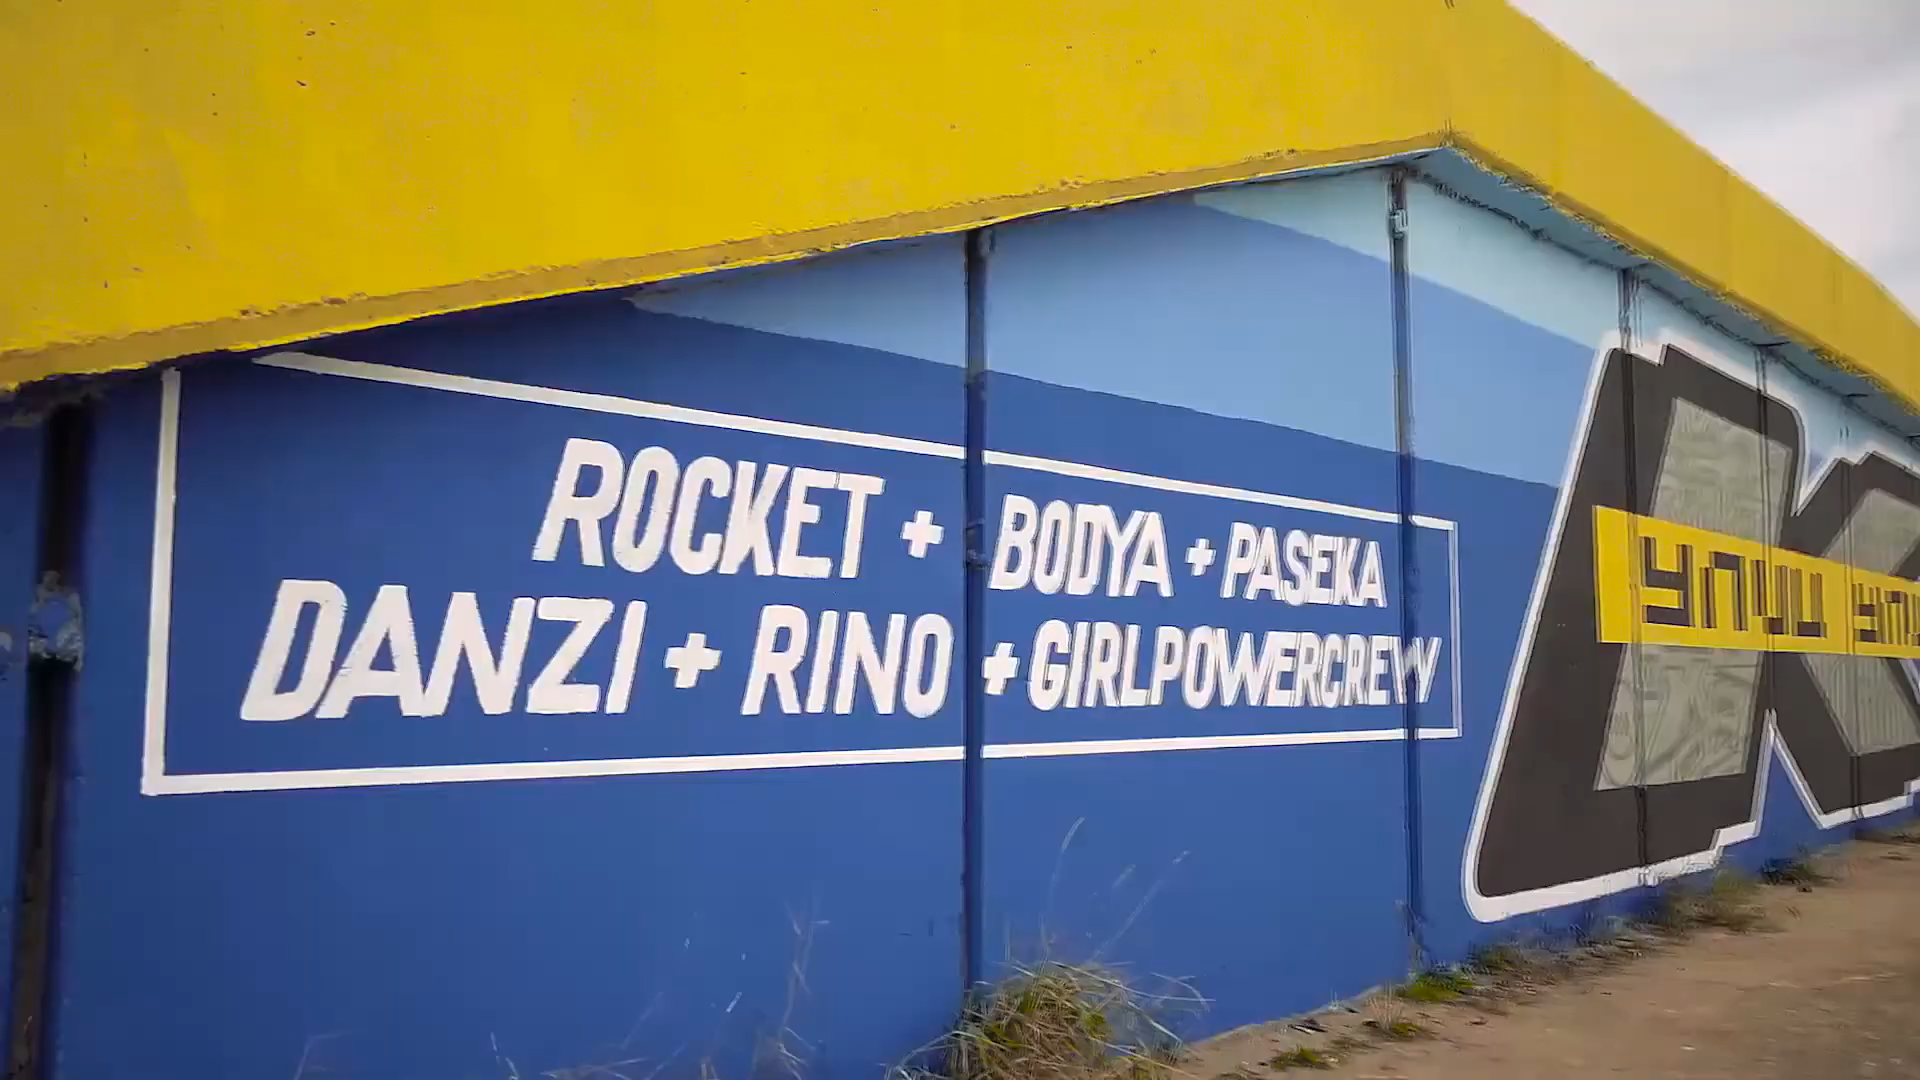 ROCKET + BODYA + PASEKA
DANZI + RINO + GIRLPOWERCREW